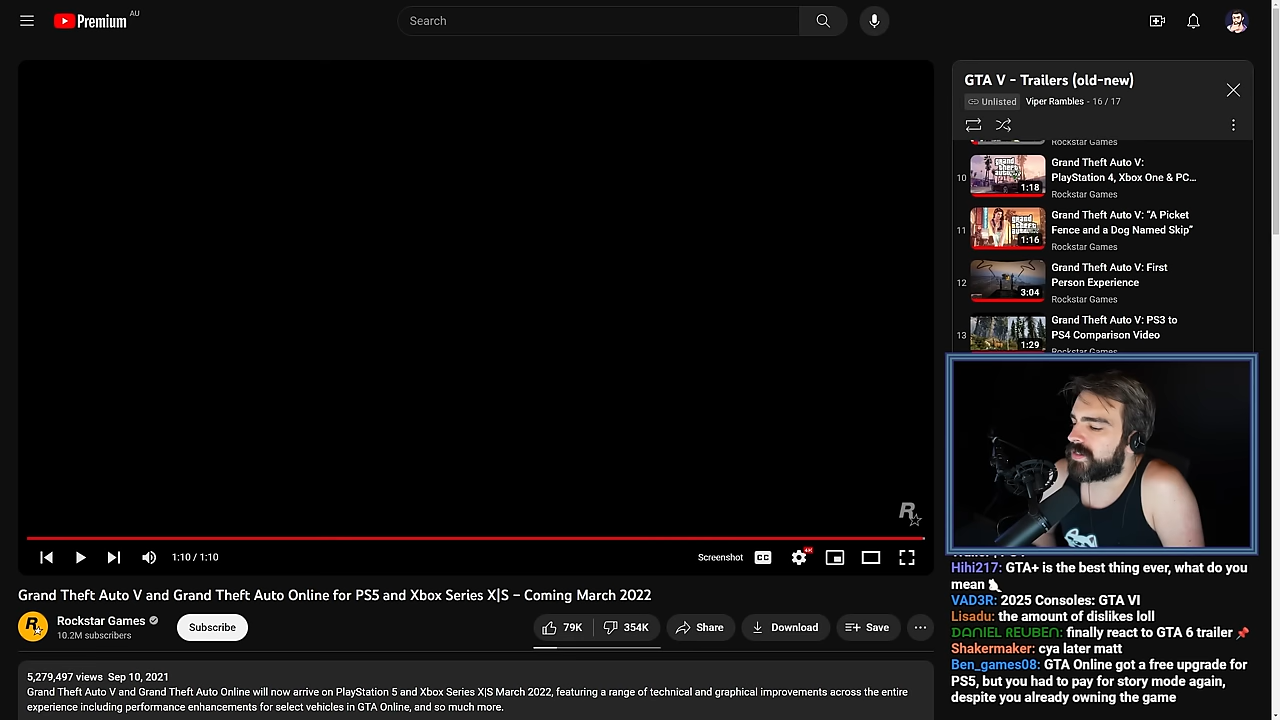 Premium AU
Search
GTA V - Trailers (old-new)
Unlisted Viper Rambles - 16 / 17
Rockstar Games
10
Grand Theft Auto V:
PlayStation 4, Xbox One & PC...
Rockstar Games
1:18
11
Grand Theft Auto V: “A Picket
Fence and a Dog Named Skip”
Rockstar Games
1:16
12
Grand Theft Auto V: First
Person Experience
Rockstar Games
3:04
13
Grand Theft Auto V: PS3 to
PS4 Comparison Video
Rockstar Games
1:29
1:10 / 1:10
Screenshot
CC
4K
Grand Theft Auto V and Grand Theft Auto Online for PS5 and Xbox Series X|S – Coming March 2022
Rockstar Games
10.2M subscribers
Subscribe
79K
354K
Share
Download
Save
5,279,497 views Sep 10, 2021
Grand Theft Auto V and Grand Theft Auto Online will now arrive on PlayStation 5 and Xbox Series X|S March 2022, featuring a range of technical and graphical improvements across the entire
experience including performance enhancements for select vehicles in GTA Online, and so much more.
Hihi217: GTA+ is the best thing ever, what do you
mean
VAD3R: 2025 Consoles: GTA VI
Lisadu: the amount of dislikes loll
DANIEL REUBEN: finally react to GTA 6 trailer
Shakermaker: cya later matt
Ben_games08: GTA Online got a free upgrade for
PS5, but you had to pay for story mode again,
despite you already owning the game